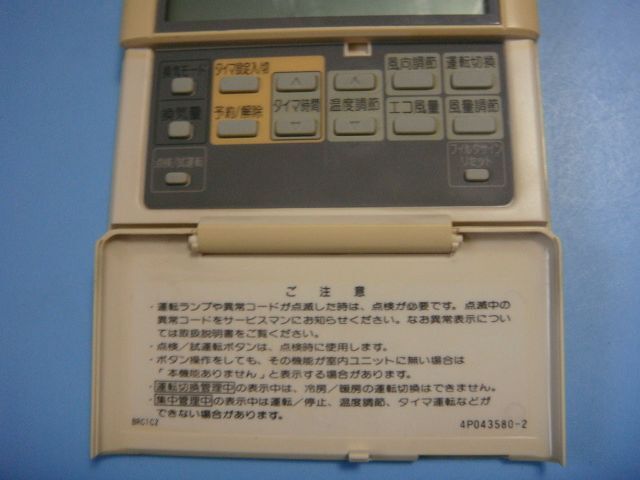 換気モード タイマ設定入/切 風向調節 運転切換
換気量 予約/解除 タイマ時間 温度調節 エコ風量 風量調節
点検/試運転 フィルタサイン
リセット
ご注意
・運転ランプや異常コードが点滅した時は、点検が必要です。点滅中の
異常コードをサービスマンにお知らせください。なお異常表示につい
ては取扱説明書をご覧ください。
・点検／試運転ボタンは、点検時に使用します。
・ボタン操作をしても、その機能が室内ユニットに無い場合は
「本機能ありません」と表示する場合があります。
・運転切換管理中の表示中は、冷房／暖房の運転切換はできません。
・集中管理中の表示中は運転／停止、温度調節、タイマ運転などが
できない場合があります。
BRC1C2 4P043580-2